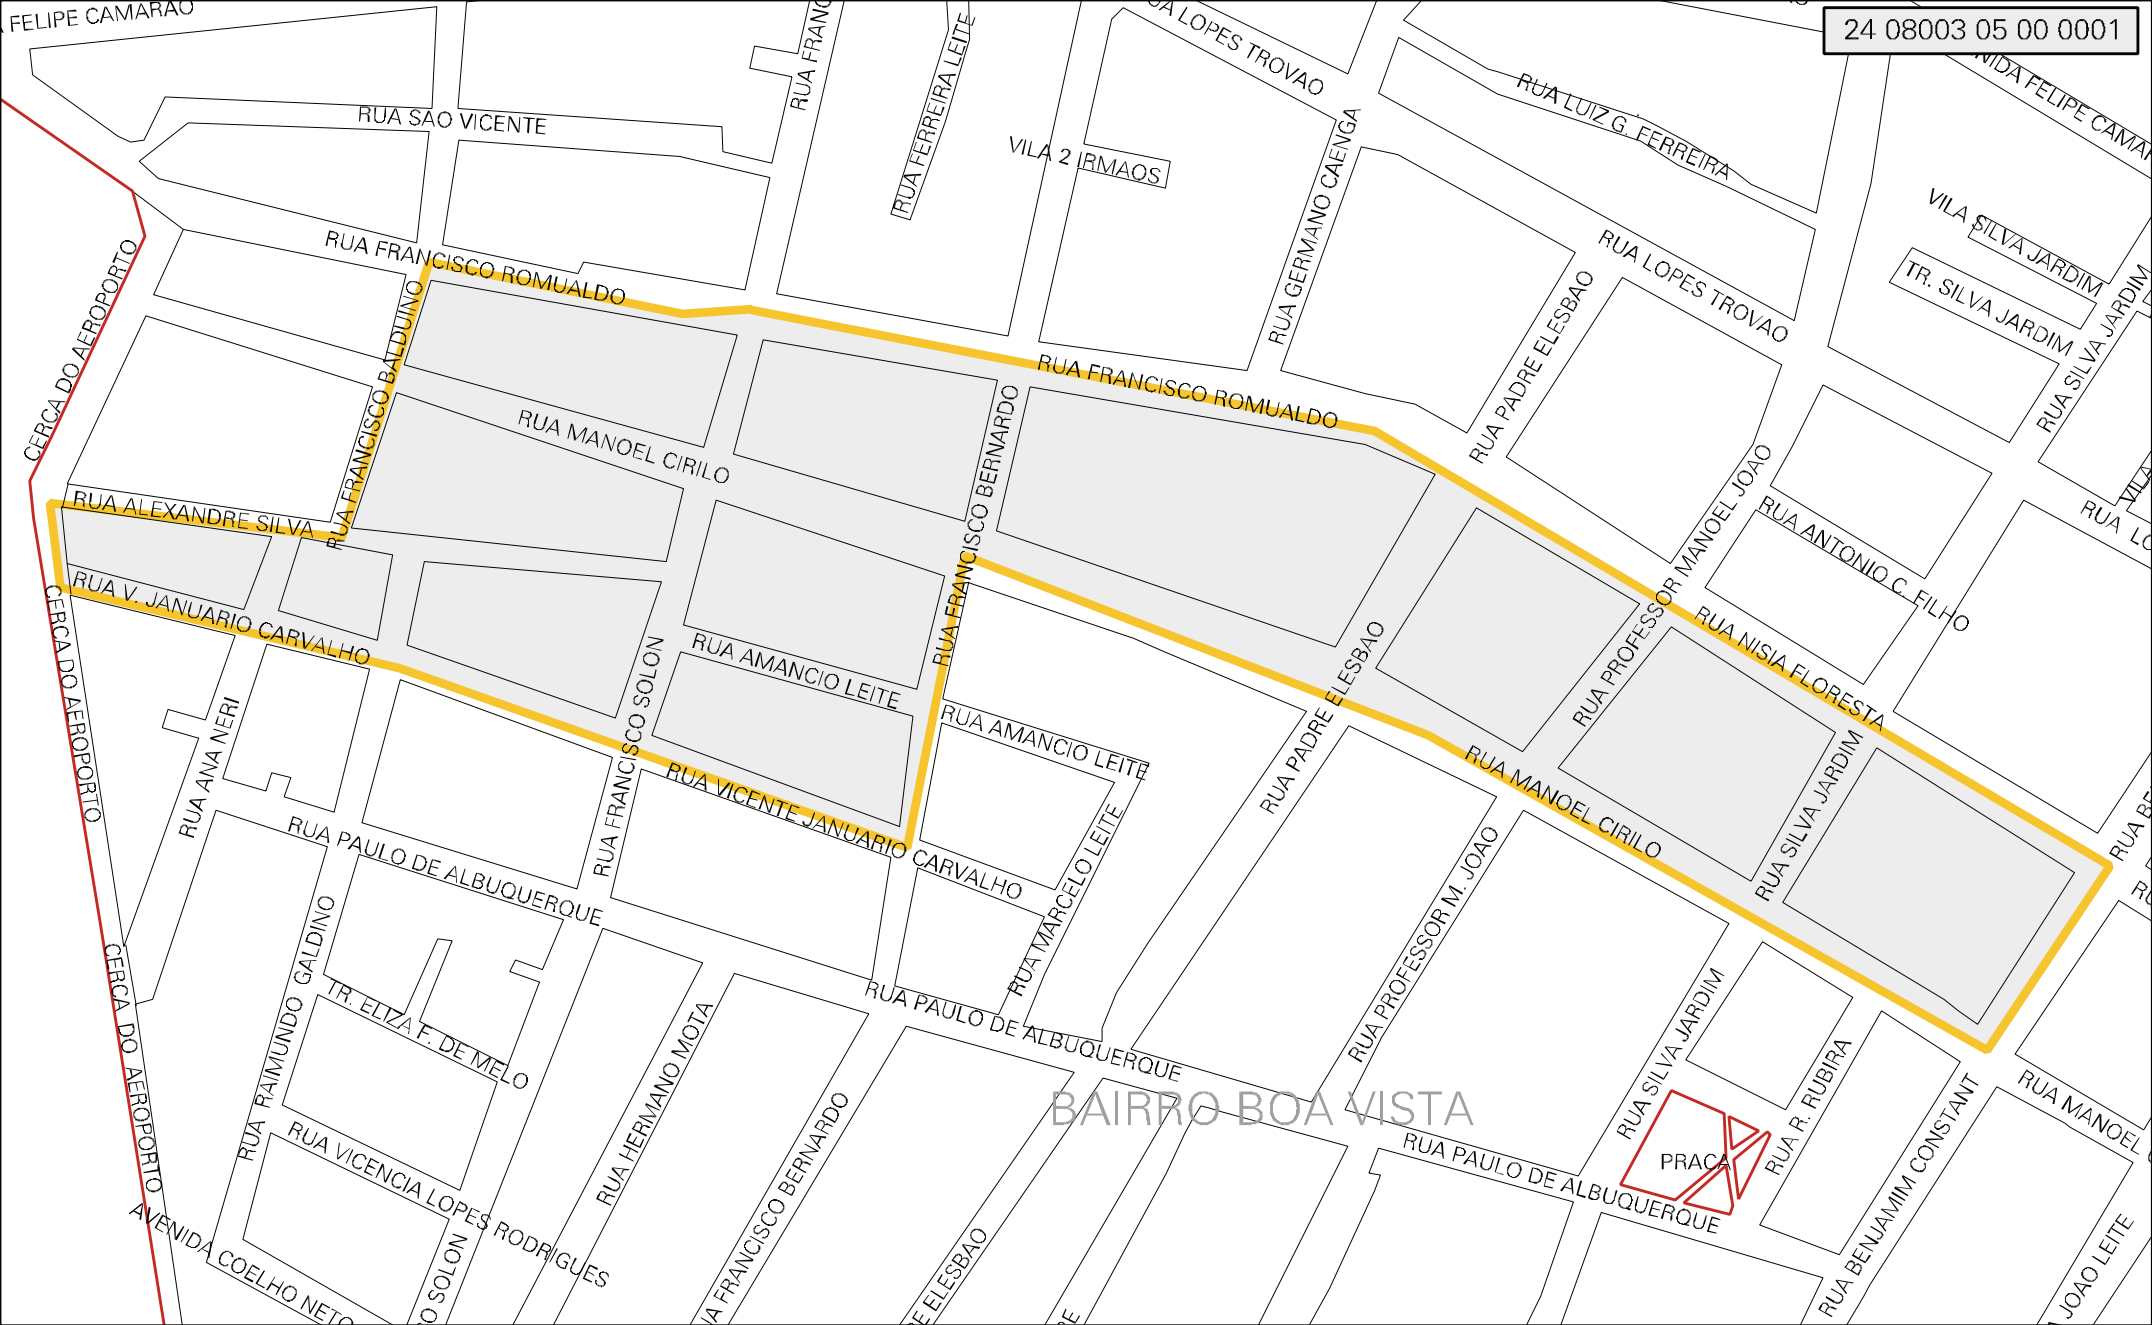 FELIPE CAMARAO
24 08003 05 00 0001
RUA LOPES TROVAO
RUA FERREIRA LEITE
RUA SAO VICENTE
RUA LUIZ G. FERREIRA
VILA 2 IRMAOS
RUA GERMANO CAENGA
VILA SILVA JARDIM
TR. SILVA JARDIM
RUA SILVA JARDIM
RUA LOPES TROVAO
RUA FRANCISCO ROMUALDO
CERCA DO AEROPORTO
RUA FRANCISCO BALDUINO
RUA PADRE ELESBAO
RUA FRANCISCO ROMUALDO
RUA MANOEL CIRILO
RUA FRANCISCO BERNARDO
RUA PROFESSOR MANOEL JOAO
RUA ANTONIO C. FILHO
RUA ALEXANDRE SILVA
RUA V. JANUARIO CARVALHO
CERCA DO AEROPORTO
RUA NISIA FLORESTA
RUA AMANCIO LEITE
RUA FRANCISCO SOLON
RUA AMANCIO LEITE
RUA PADRE ELESBAO
RUA ANA NERI
RUA VICENTE JANUARIO CARVALHO
RUA MANOEL CIRILO
RUA SILVA JARDIM
RUA PAULO DE ALBUQUERQUE
RUA MARCELO LEITE
RUA PROFESSOR M. JOAO
RUA RAIMUNDO GALDINO
CERCA DO AEROPORTO
TR. ELIZA F. DE MELO
RUA PAULO DE ALBUQUERQUE
RUA HERMANO MOTA
RUA SILVA JARDIM
RUA R. RUBIRA
RUA MANOEL
BAIRRO BOA VISTA
RUA VICENCIA LOPES RODRIGUES
RUA FRANCISCO BERNARDO
RUA PAULO DE ALBUQUERQUE
PRACA
RUA BENJAMIM CONSTANT
AVENIDA COELHO NETO
SOLON
ELESBAO
JOAO LEITE